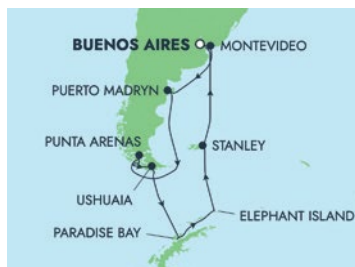 BUENOS AIRES
MONTEVIDEO
PUERTO MADRYN
PUNTA ARENAS
STANLEY
USHUAIA
ELEPHANT ISLAND
PARADISE BAY